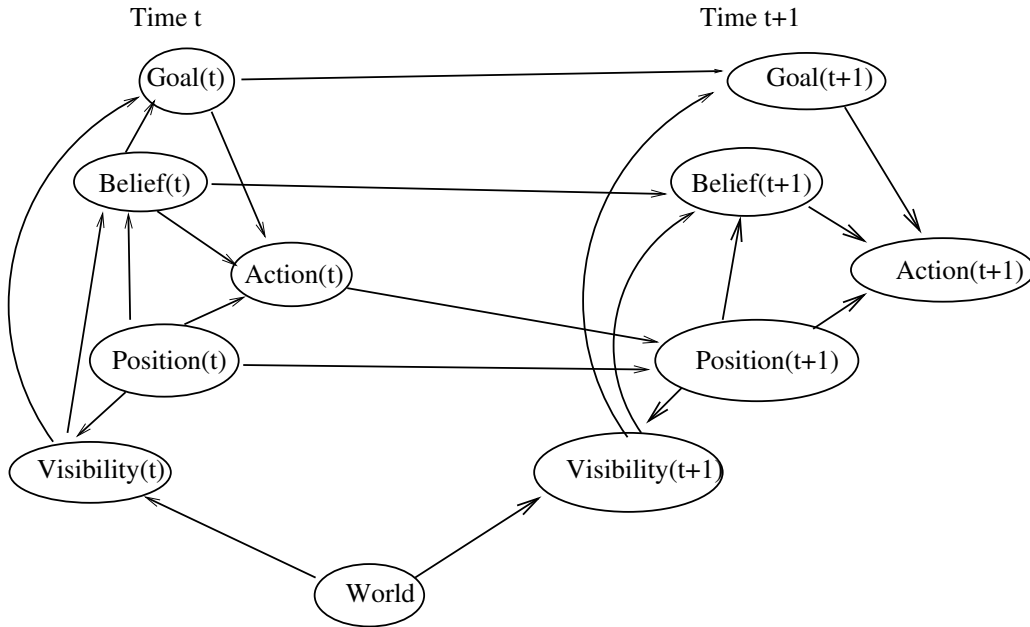 Time t
Time t+1
Goal(t)
Goal(t+1)
Belief(t)
Belief(t+1)
Action(t)
Action(t+1)
Position(t)
Position(t+1)
Visibility(t)
Visibility(t+1)
World